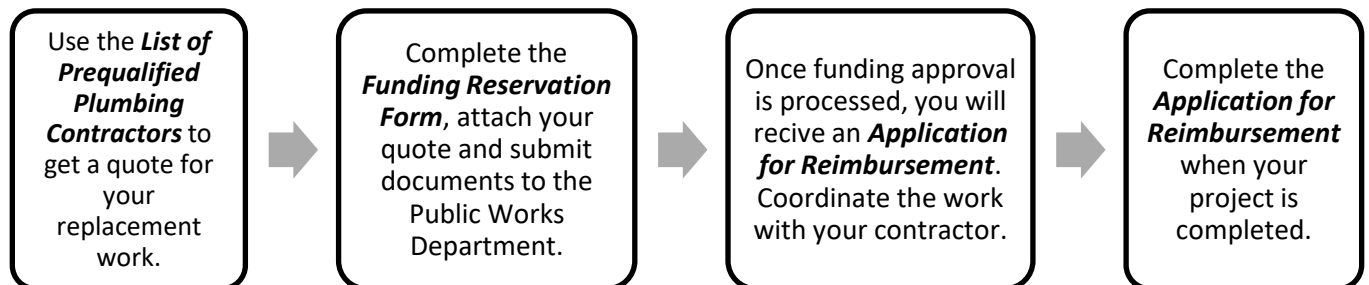 Use the List of
Prequalified
Plumbing
Contractors to
get a quote for
your
replacement
work.
Complete the
Funding Reservation
Form, attach your
quote and submit
documents to the
Public Works
Department.
Once funding approval
is processed, you will
recive an Application
for Reimbursement.
Coordinate the work
with your contractor.
Complete the
Application for
Reimbursement
when your
project is
completed.